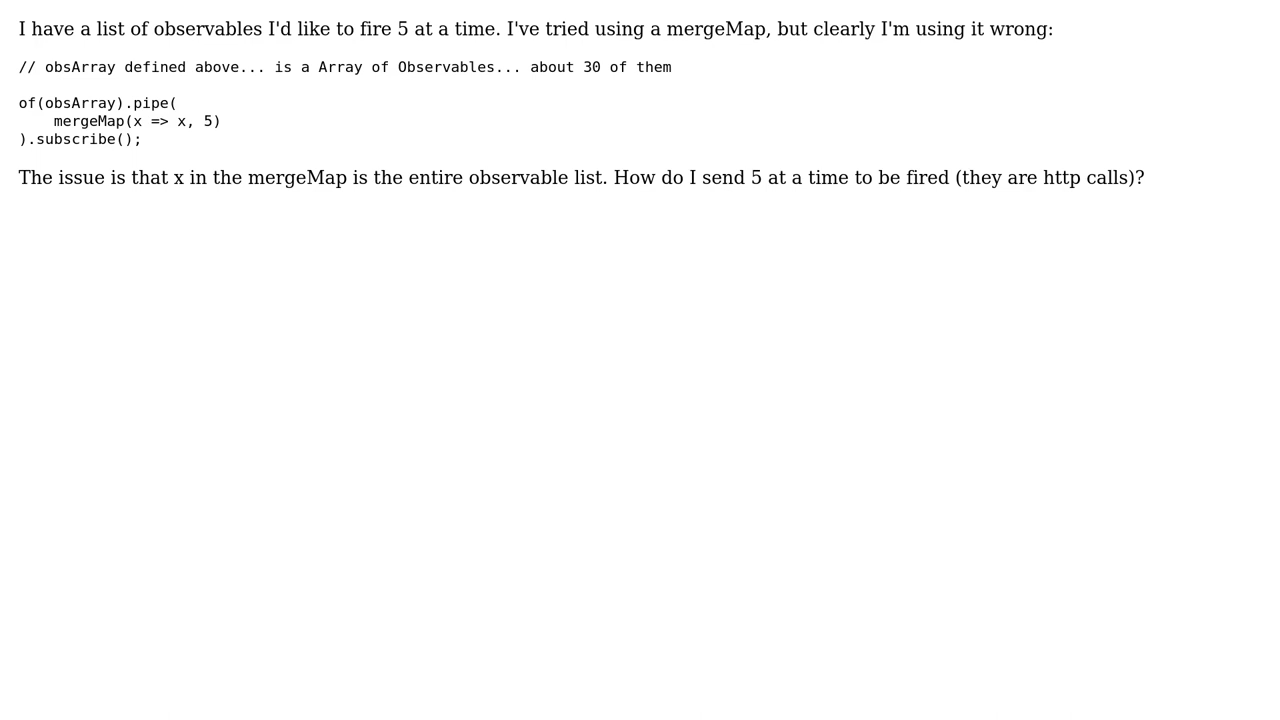 I have a list of observables I'd like to fire 5 at a time. I've tried using a mergeMap, but clearly I'm using it wrong:
// obsArray defined above... is a Array of Observables... about 30 of them
of(obsArray).pipe(
    mergeMap(x => x, 5)
).subscribe();
The issue is that x in the mergeMap is the entire observable list. How do I send 5 at a time to be fired (they are http calls)?